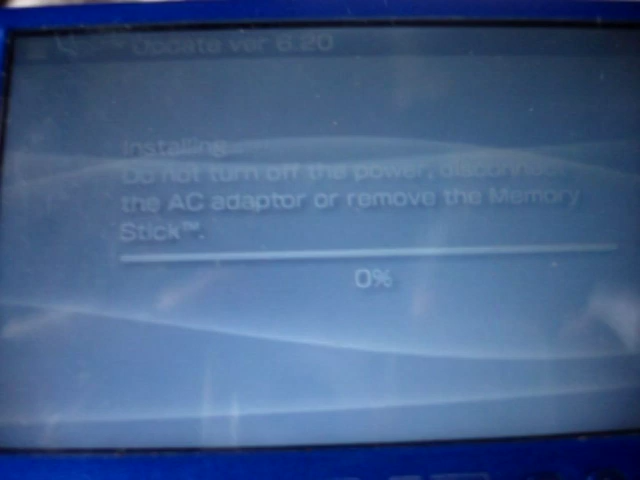 Update ver 6.20
Installing...
Do not turn off the power, disconnect
the AC adaptor or remove the Memory
Stick™.
0%